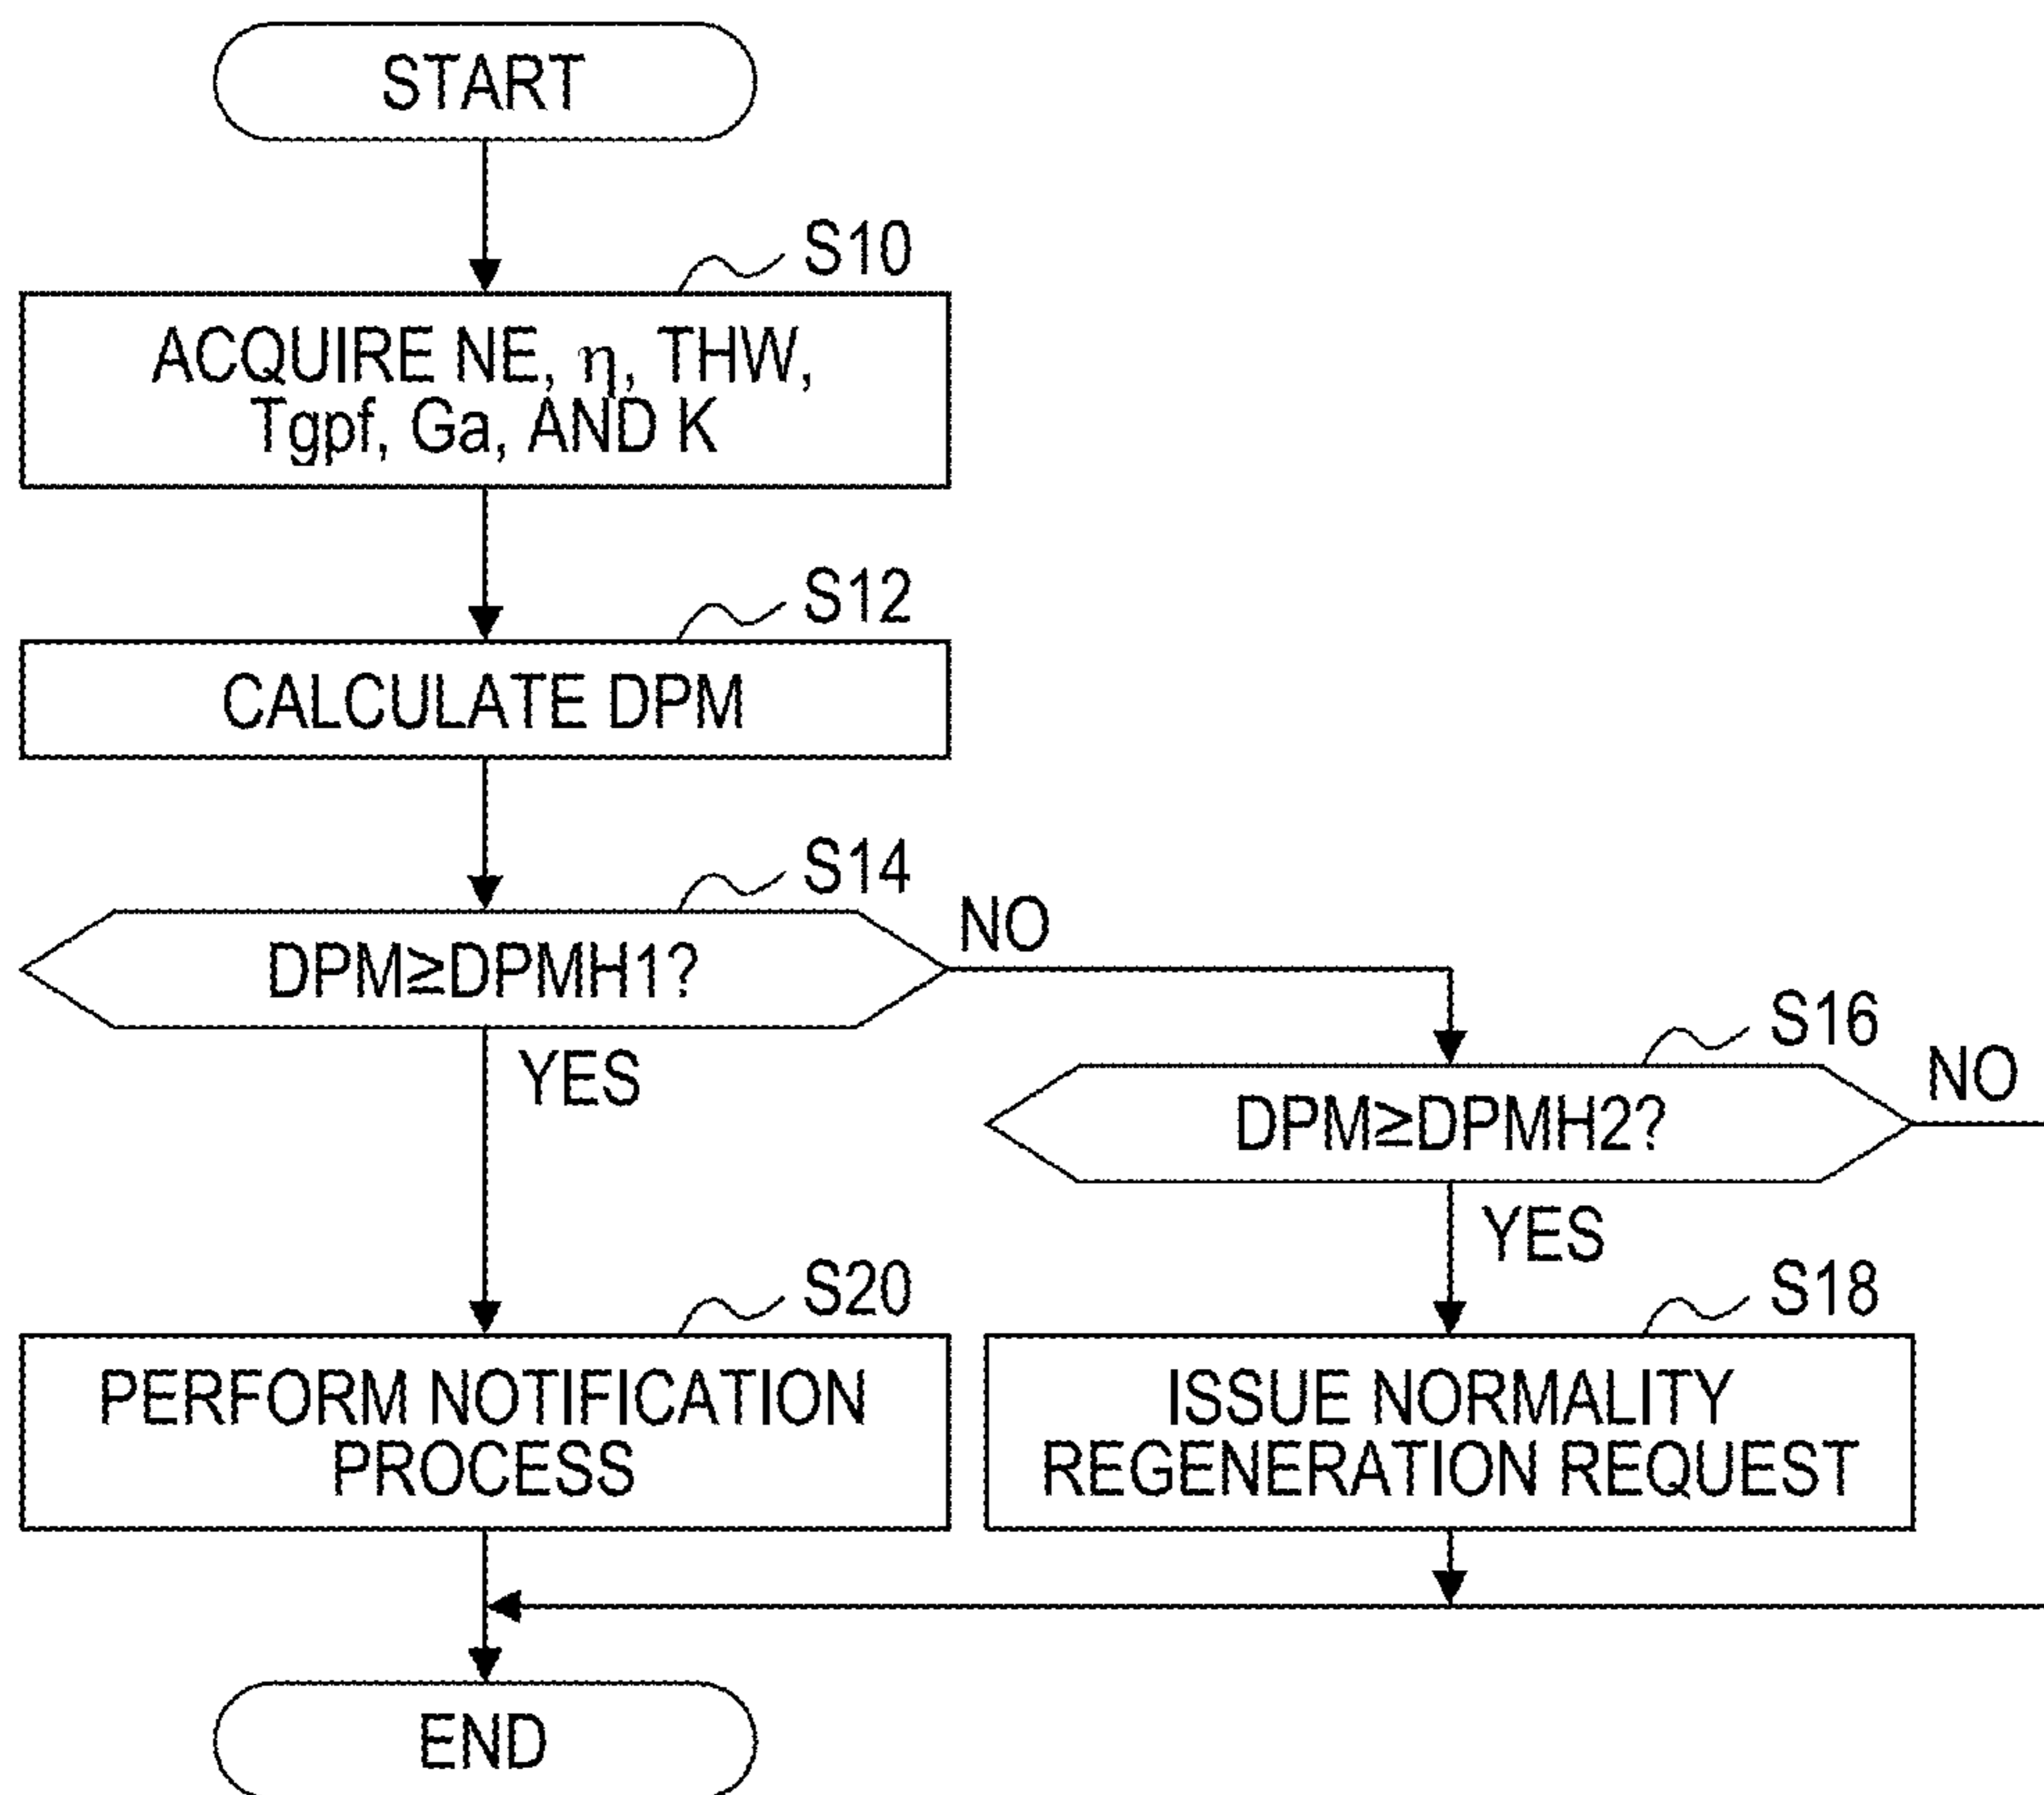 START
S10
ACQUIRE NE, η, THW,
Tgpf, Ga, AND K
S12
CALCULATE DPM
S14
DPM≧DPMH1?
NO
YES
S16
DPM≧DPMH2?
NO
YES
S20
PERFORM NOTIFICATION
PROCESS
S18
ISSUE NORMALITY
REGENERATION REQUEST
END